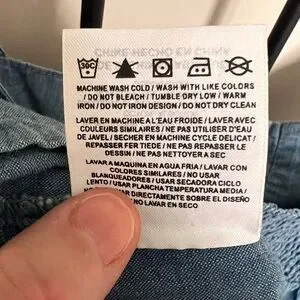 30C
MACHINE WASH COLD / WASH WITH LIKE COLORS
/ DO NOT BLEACH / TUMBLE DRY LOW / WARM
IRON / DO NOT IRON DESIGN / DO NOT DRY CLEAN
LAVER EN MACHINE A L'EAU FROIDE / AVEC
COULEURS SIMILAIRES / NE PAS UTILISER D'EAU
DE JAVEL / SECHER EN MACHINE CYCLE DELICAT /
REPASSER FER TIEDE / NE PAS REPASSER LE
DESSIN / NE PAS NETTOYER A SEC
LAVAR A MAQUINA EN AGUA FRIA / LAVAR CON
COLORES SIMILARES / NO USAR
BLANQUEADORES / USAR SECADORA CICLO
LENTO / USAR PLANCHA TEMPERATURA MEDIA /
DIRECTAMENTE SOBRE EL DISEÑO
NO LAVAR EN SECO